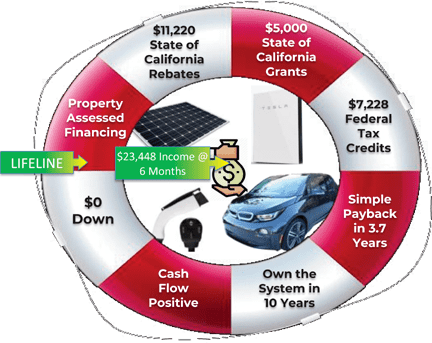 $11,220
State of
California
Rebates
$5,000
State of
California
Grants
$7,228
Federal
Tax
Credits
Simple
Payback
in 3.7
Years
Own the
System in
10 Years
Cash
Flow
Positive
$0
Down
LIFELINE
Property
Assessed
Financing
$23,448 Income @
6 Months
TESLA
$